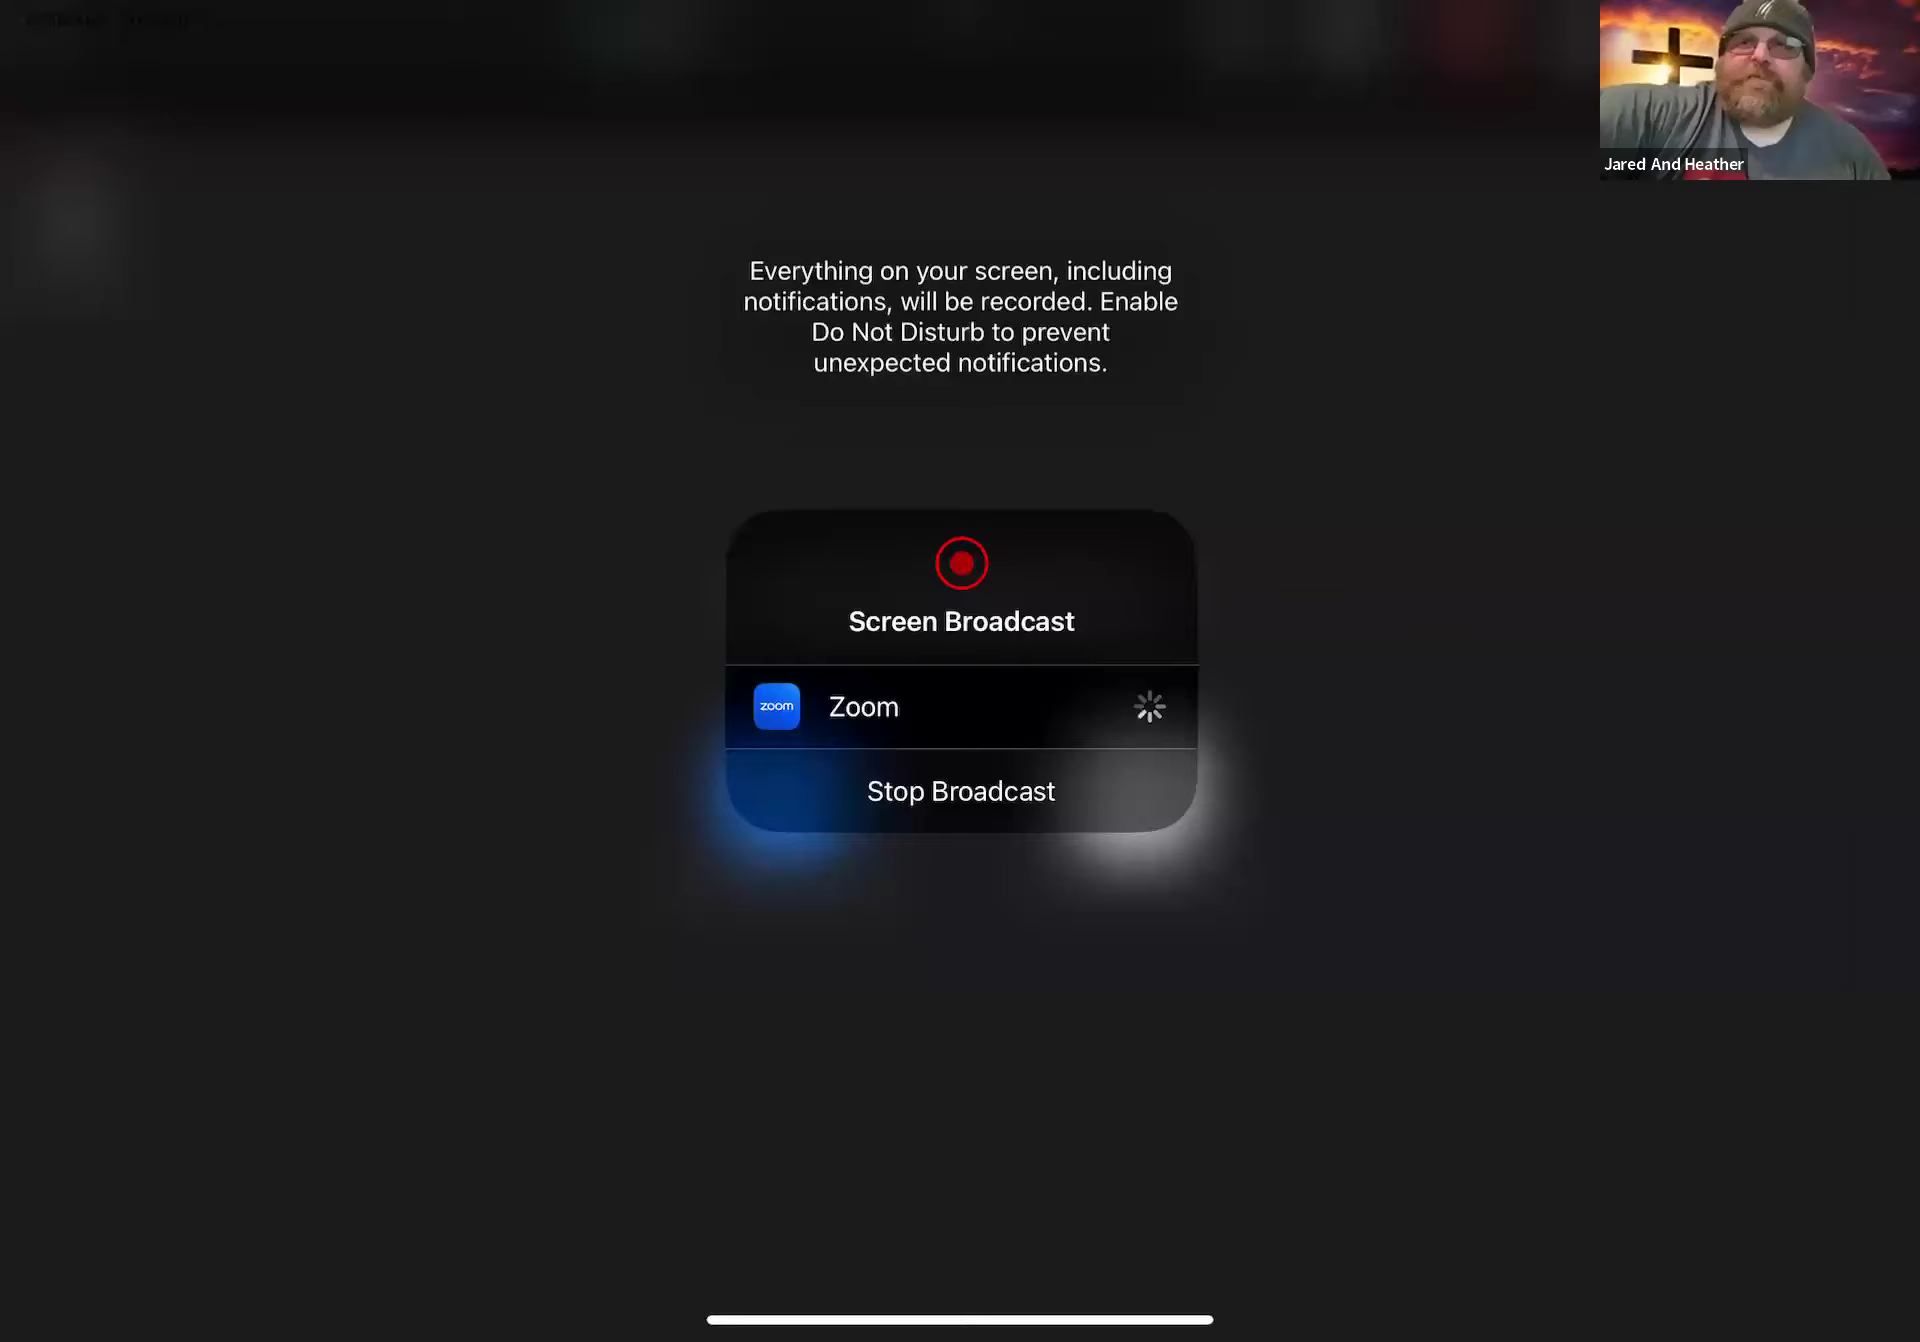 Jared And Heather
Everything on your screen, including
notifications, will be recorded. Enable
Do Not Disturb to prevent
unexpected notifications.
Screen Broadcast
zoom
Zoom
Stop Broadcast